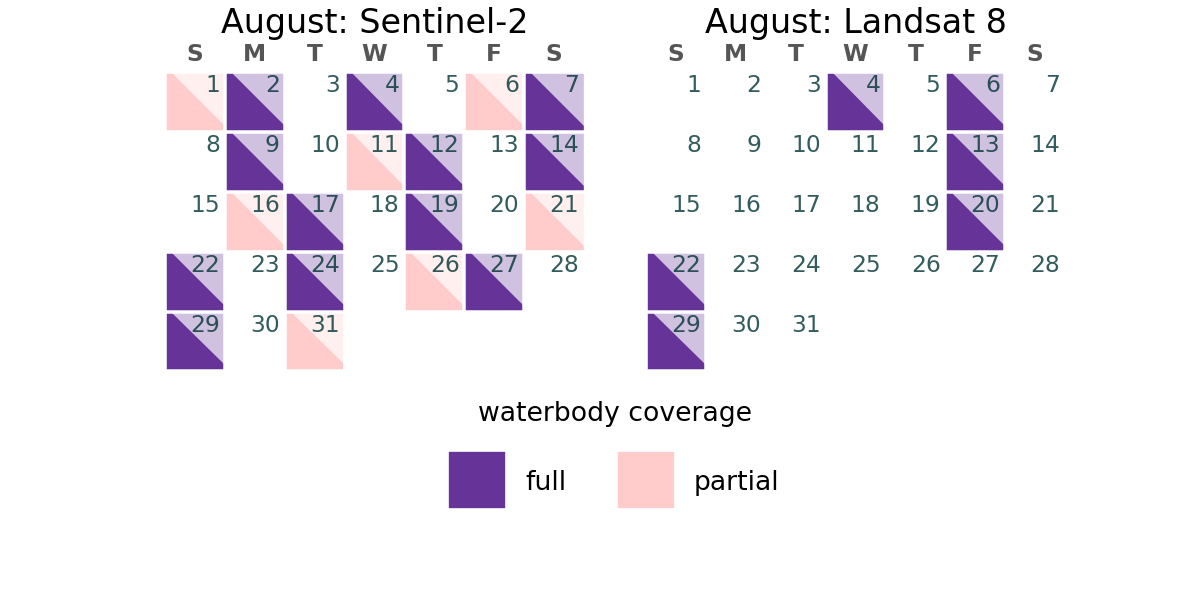 August: Sentinel-2
S M T W T F S
1 2 3 4 5 6 7
8 9 10 11 12 13 14
15 16 17 18 19 20 21
22 23 24 25 26 27 28
29 30 31
August: Landsat 8
S M T W T F S
1 2 3 4 5 6 7
8 9 10 11 12 13 14
15 16 17 18 19 20 21
22 23 24 25 26 27 28
29 30 31
waterbody coverage
full
partial